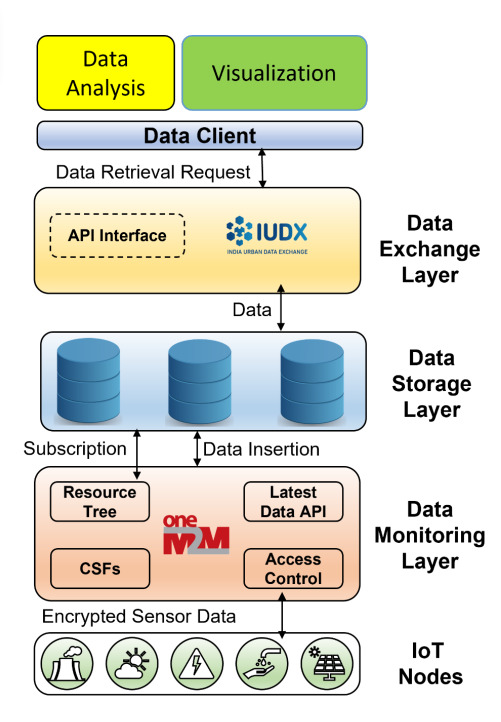 Data
Analysis
Visualization
Data Client
Data Retrieval Request
API Interface
IUDX
INDIA URBAN DATA EXCHANGE
Data
Exchange
Layer
Data
Data
Storage
Layer
Subscription
Data Insertion
Resource
Tree
Latest
Data API
one
M2M
CSFs
Access
Control
Data
Monitoring
Layer
Encrypted Sensor Data
IoT
Nodes